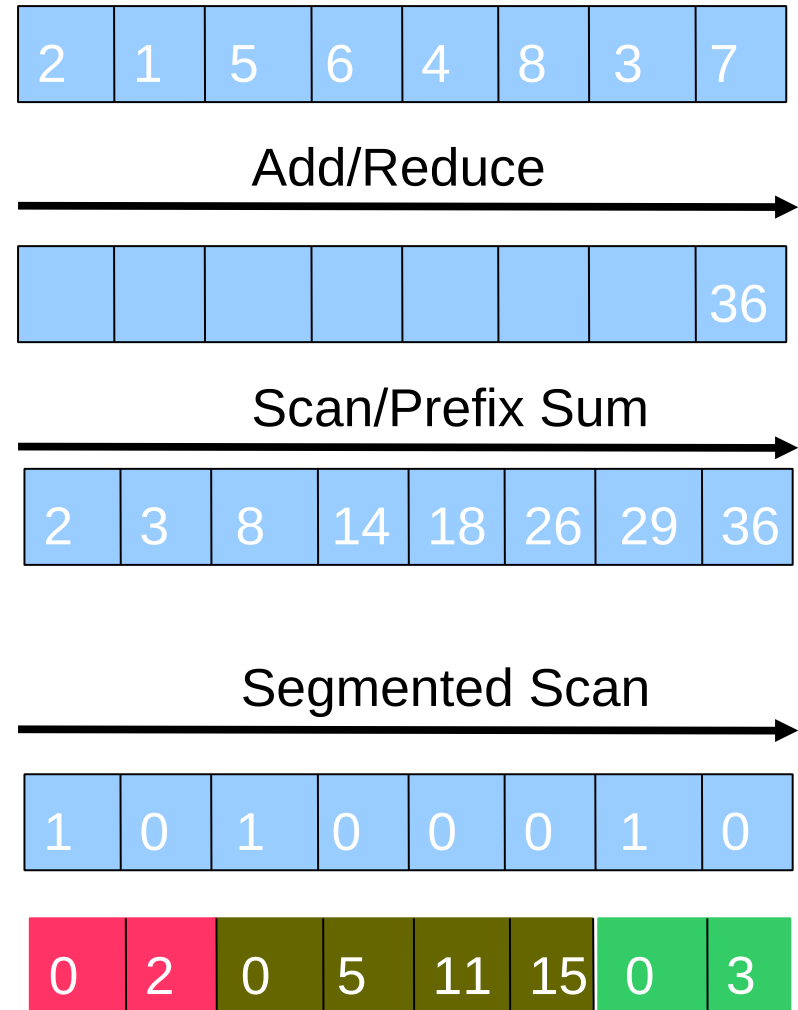 2 1 5 6 4 8 3 7
Add/Reduce
36
Scan/Prefix Sum
2 3 8 14 18 26 29 36
Segmented Scan
1 0 1 0 0 0 1 0
0 2 0 5 11 15 0 3